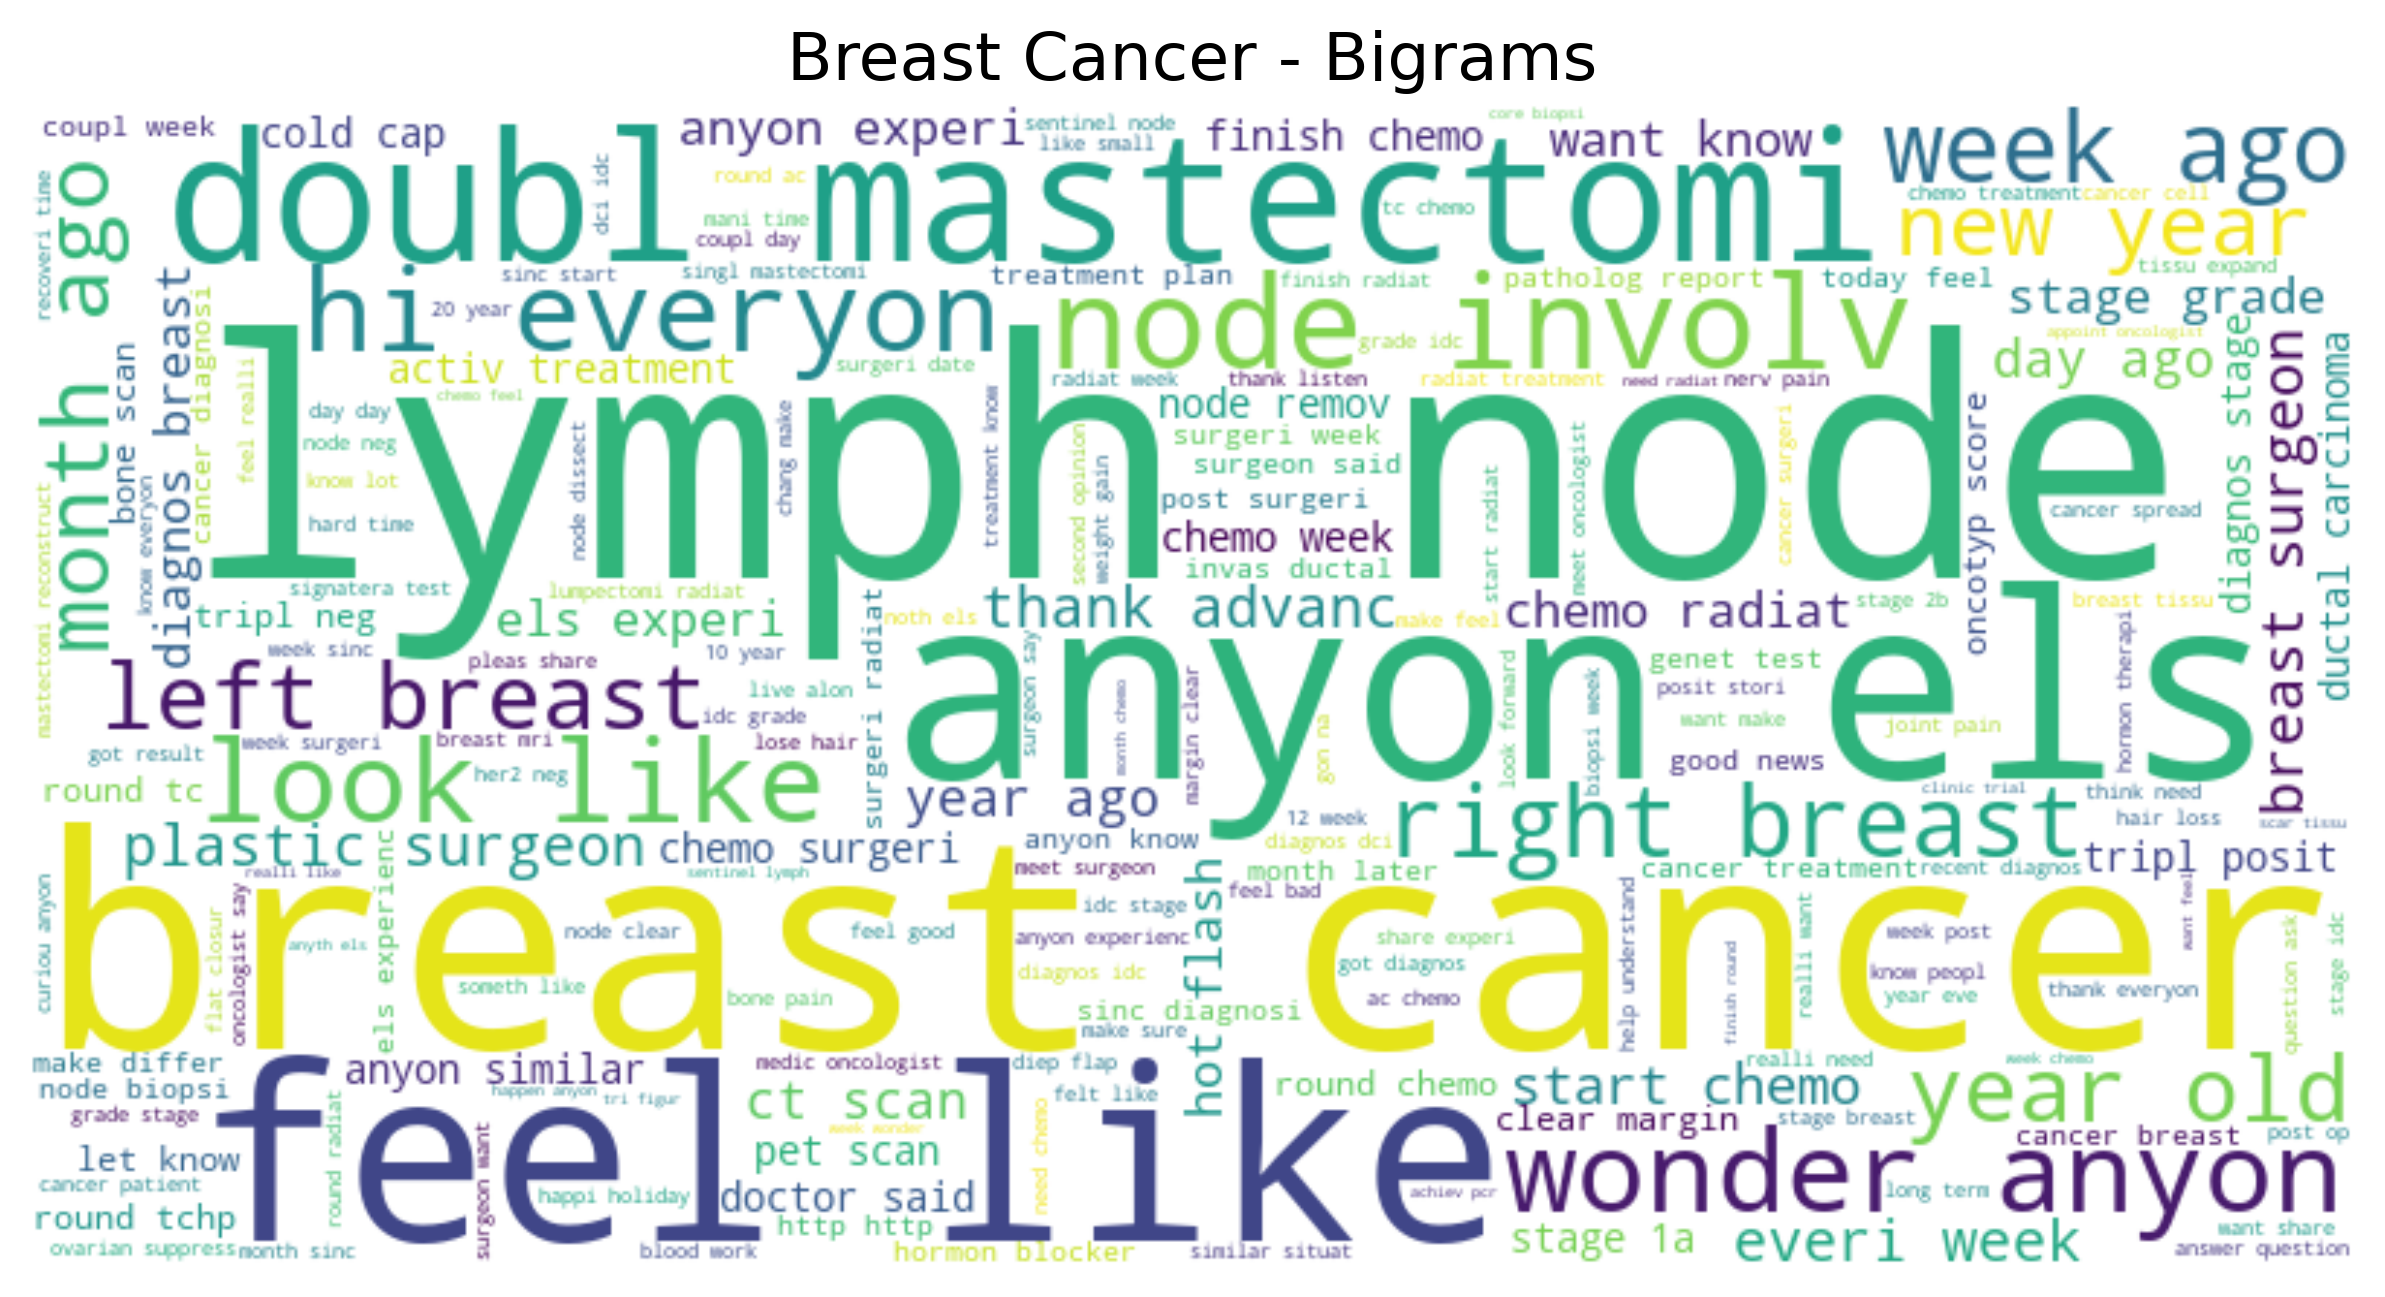 Breast Cancer - Bigrams
coupl week
cold cap
anyon experi
sentinel node
like small
finish chemo
core biopsi
want know
week ago
doubl mastectomi
dci idc
round ac
mani time
coupl day
tc chemo
chemo treatment
cancer cell
new year
recoveri time
month ago
hi everyon
sinc start
singl mastectomi
treatment plan
finish radiat
patholog report
today feel
tissu expand
20 year
node involv
stage grade
diagnos breast
cancer diagnosi
bone scan
activ treatment
surgeri date
grade idc
appoint oncologist
day ago
diagnos stage
breast surgeon
ductal carcinoma
feel realli
chemo feel
radiat week
thank listen
radiat treatment
need radiat
nerv pain
lymph node
day day
node neg
know lot
hard time
node dissect
chang make
treatment know
node remov
surgeri week
surgeon said
post surgeri
chemo week
invas ductal
second opinion
weight gain
start radiat
meet oncologist
cancer surgeri
oncotyp score
cancer spread
know everyon
mastectomi reconstruct
signatera test
tripl neg
lumpectomi radiat
els experi
surgeri radiat
noth els
thank advanc
make feel
chemo radiat
stage 2b
breast tissu
week sinc
pleas share
10 year
anyon els
surgeon say
month chemo
margin clear
look forward
biopsi week
genet test
posit stori
want make
joint pain
hormon therapi
left breast
live alon
idc grade
got result
week surgeri
breast mri
lose hair
gon na
good news
round tc
look like
her2 neg
year ago
clinic trial
think need
right breast
12 week
hair loss
scar tissu
plastic surgeon
chemo surgeri
anyon know
diagnos dci
els experienc
realli like
sentinel lymph
meet surgeon
hot flash
month later
cancer treatment
recent diagnos
tripl posit
breast cancer
curiou anyon
flat closur
oncologist say
anyth els
node clear
feel good
idc stage
feel bad
anyon experienc
diagnos idc
someth like
bone pain
sinc diagnosi
make sure
share experi
got diagnos
ac chemo
help understand
finish round
realli want
week post
know peopl
year eve
want feel
thank everyon
question ask
stage idc
make differ
anyon similar
medic oncologist
diep flap
realli need
week chemo
node biopsi
happen anyon
tri figur
felt like
grade stage
feel like
ct scan
round chemo
start chemo
year old
clear margin
stage breast
round radiat
surgeon want
week wonder
need chemo
pet scan
cancer breast
post op
let know
wonder anyon
cancer patient
happi holiday
doctor said
achiev pcr
long term
round tchp
http http
stage 1a
everi week
want share
ovarian suppress
month sinc
blood work
hormon blocker
similar situat
answer question